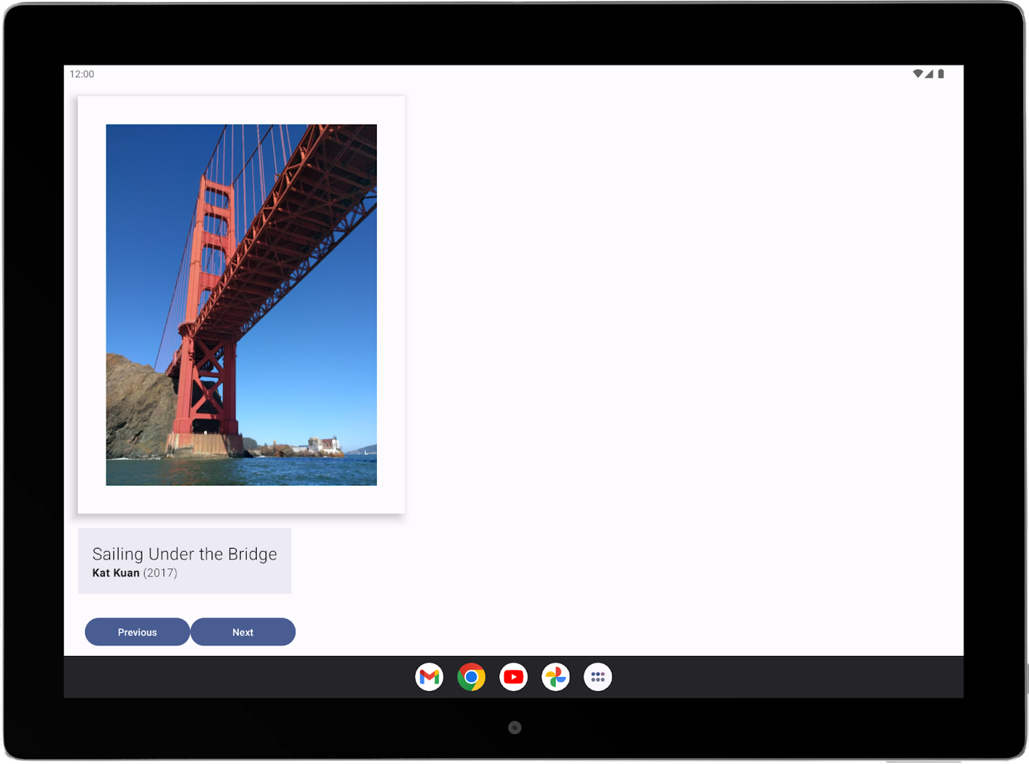 12:00
Sailing Under the Bridge
Kat Kuan (2017)
Previous Next